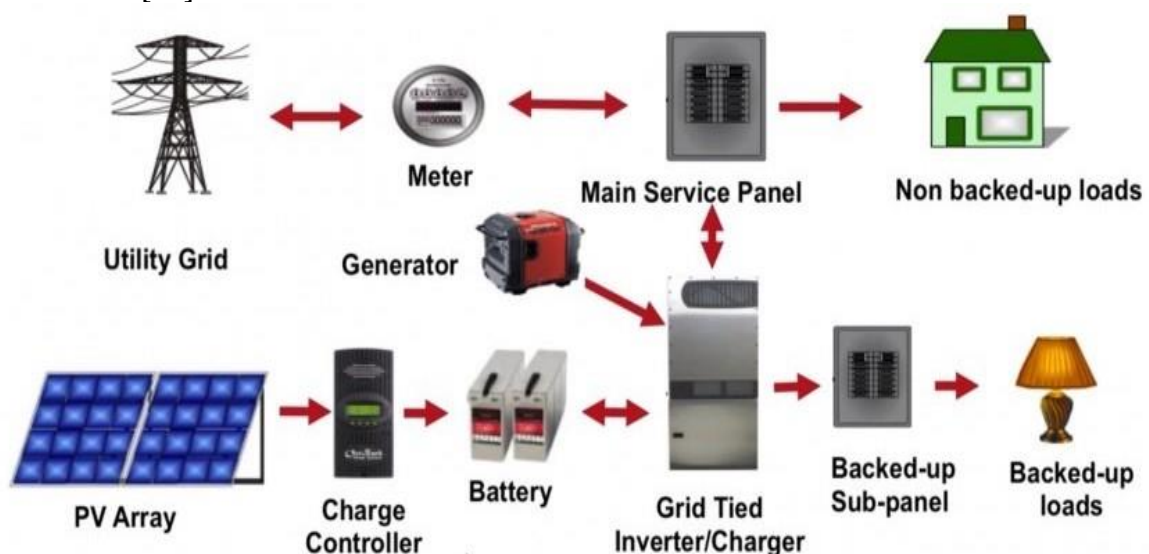 Meter
Main Service Panel
Non backed-up loads
Utility Grid
Generator
PV Array
Charge
Controller
Battery
Grid Tied
Inverter/Charger
Backed-up
Sub-panel
Backed-up
loads